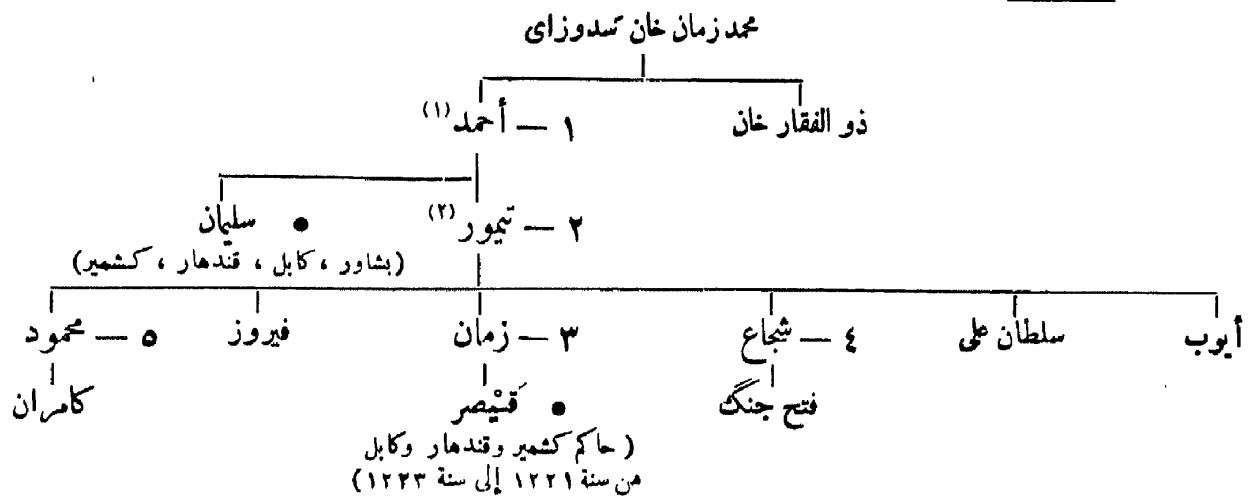 محمد زمان خان سدوزاى
ذو الفقار خان
١ — أحمد (١)
٢ — تيمور (٢)
• سليمان
(بشاور ، كابل ، قندهار ، كشمير)
أيوب
سلطان على
٤ — شجاع
٣ — زمان
فيروز
٥ — محمود
فتح جنگ
• قَيْصر
كامران
( حاكم كشمير وقندهار وكابل
من سنة ١٢٢١ إلى سنة ١٢٢٣)